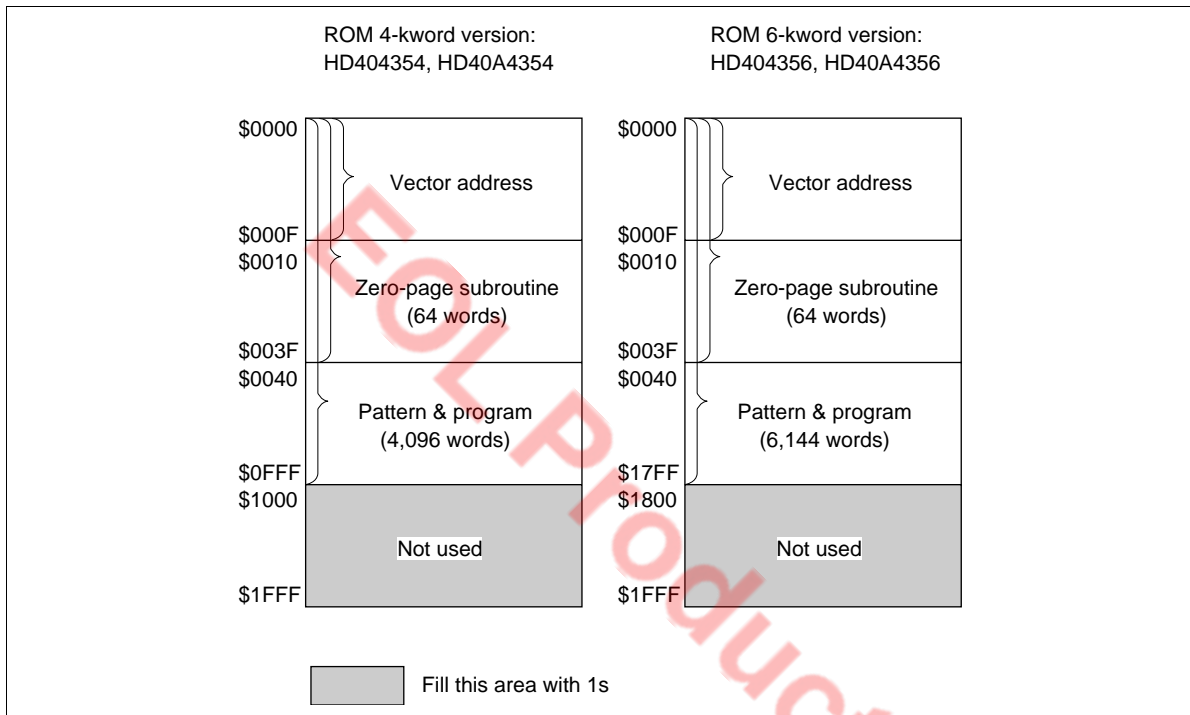 ROM 4-kword version:
HD404354, HD40A4354
$0000
Vector address
$000F
$0010
Zero-page subroutine
(64 words)
$003F
$0040
Pattern & program
(4,096 words)
$0FFF
$1000
Not used
$1FFF
ROM 6-kword version:
HD404356, HD40A4356
$0000
Vector address
$000F
$0010
Zero-page subroutine
(64 words)
$003F
$0040
Pattern & program
(6,144 words)
$17FF
$1800
Not used
$1FFF
Fill this area with 1s
EOL Product